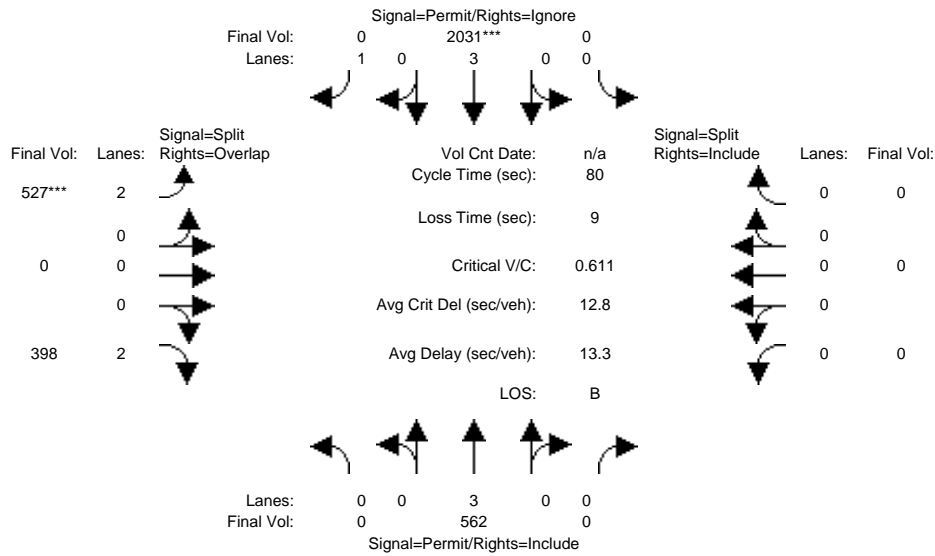 Signal=Permit/Rights=Ignore
Final Vol: 0 2031*** 0
Lanes: 1 0 3 0 0
Signal=Split
Final Vol: Lanes: Rights=Overlap
Vol Cnt Date: n/a
Signal=Split
Rights=Include Lanes: Final Vol:
Cycle Time (sec): 80
527*** 2
0 0
Loss Time (sec): 9
0
0
0 0
Critical V/C: 0.611
0 0
0
Avg Crit Del (sec/veh): 12.8
0
398 2
Avg Delay (sec/veh): 13.3
0 0
LOS: B
Lanes: 0 0 3 0 0
Final Vol: 0 562 0
Signal=Permit/Rights=Include